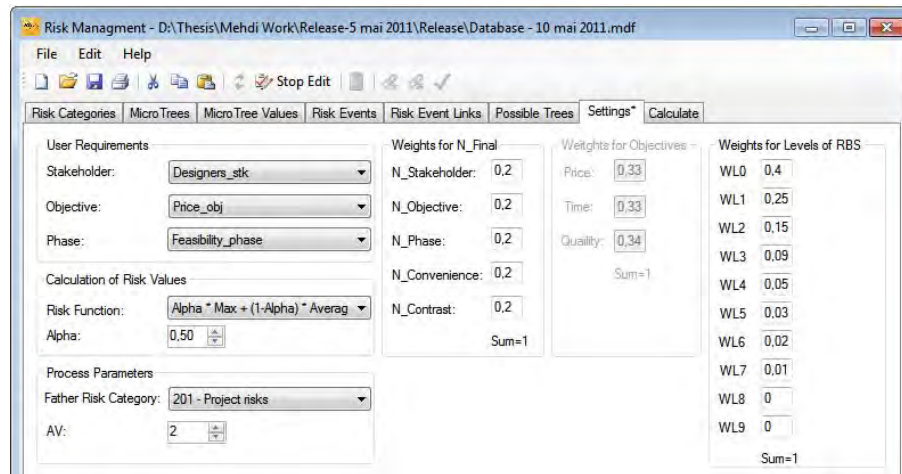 Risk Managment - D:\Thesis\Mehdi Work\Release-5 mai 2011\Release\Database - 10 mai 2011.mdf
File Edit Help
Stop Edit
Risk Categories MicroTrees MicroTree Values Risk Events Risk Event Links Possible Trees Settings* Calculate
User Requirements
Stakeholder: Designers_stk
Objective: Price_obj
Phase: Feasibility_phase
Calculation of Risk Values
Risk Function: Alpha * Max + (1-Alpha) * Averag
Alpha: 0,50
Process Parameters
Father Risk Category: 201 - Project risks
AV: 2
Weights for N_Final
N_Stakeholder: 0,2
N_Objective: 0,2
N_Phase: 0,2
N_Convenience: 0,2
N_Contrast: 0,2
Sum=1
Weitghts for Objectives
Price: 0,33
Time: 0,33
Quaility: 0,34
Sum=1
Weights for Levels of RBS
WL0 0,4
WL1 0,25
WL2 0,15
WL3 0,09
WL4 0,05
WL5 0,03
WL6 0,02
WL7 0,01
WL8 0
WL9 0
Sum=1